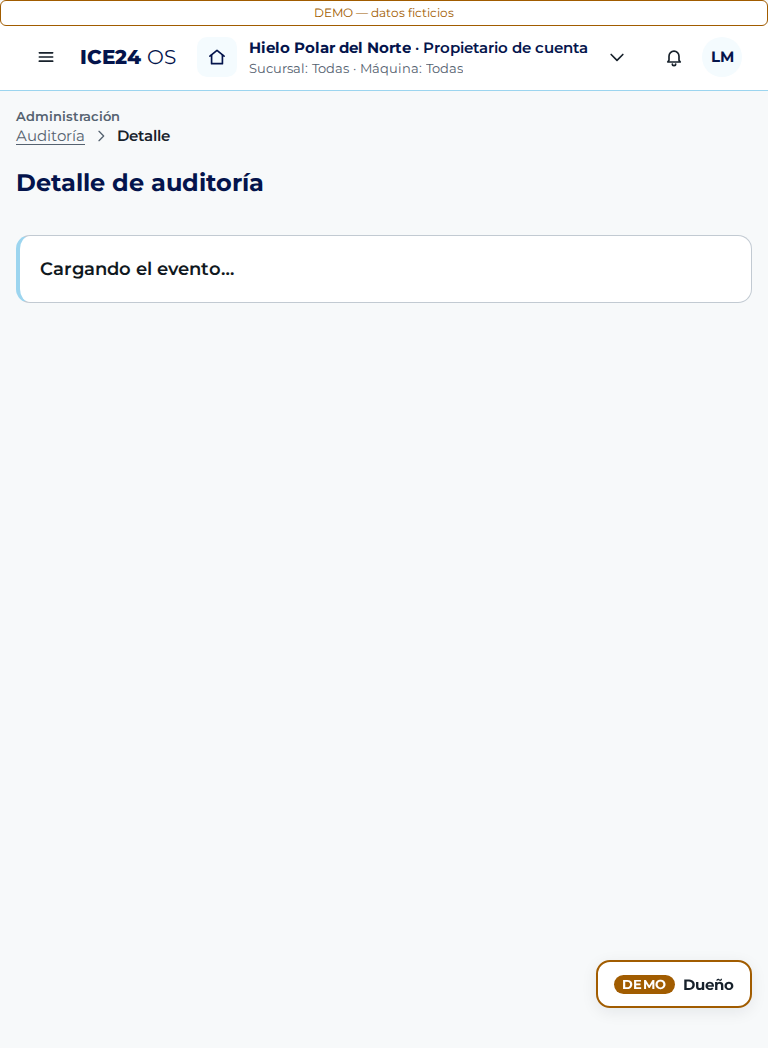 DEMO — datos ficticios
ICE24 OS
Hielo Polar del Norte · Propietario de cuenta
Sucursal: Todas · Máquina: Todas
LM
Administración
Auditoría > Detalle
Detalle de auditoría
Cargando el evento...
DEMO Dueño